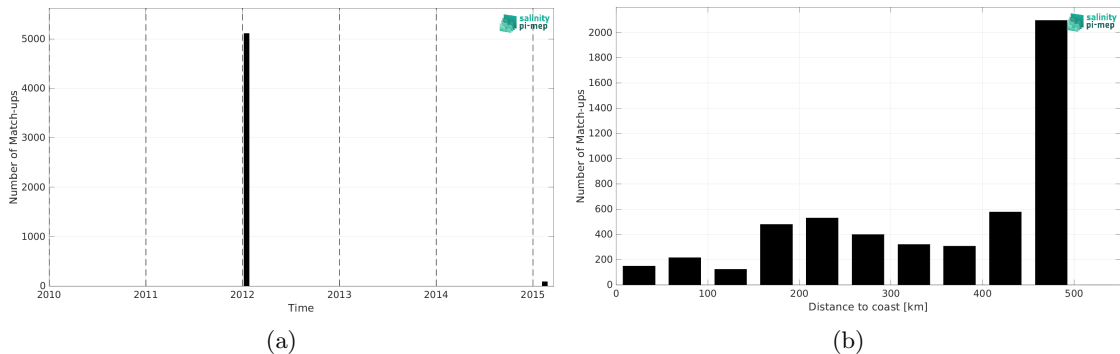 salinity
pi-mep
5000
4000
3000
2000
1000
0
Number of Match-ups
2010 2011 2012 2013 2014 2015
Time
(a)
salinity
pi-mep
2000
1800
1600
1400
1200
1000
800
600
400
200
0
Number of Match-ups
0 100 200 300 400 500
Distance to coast [km]
(b)